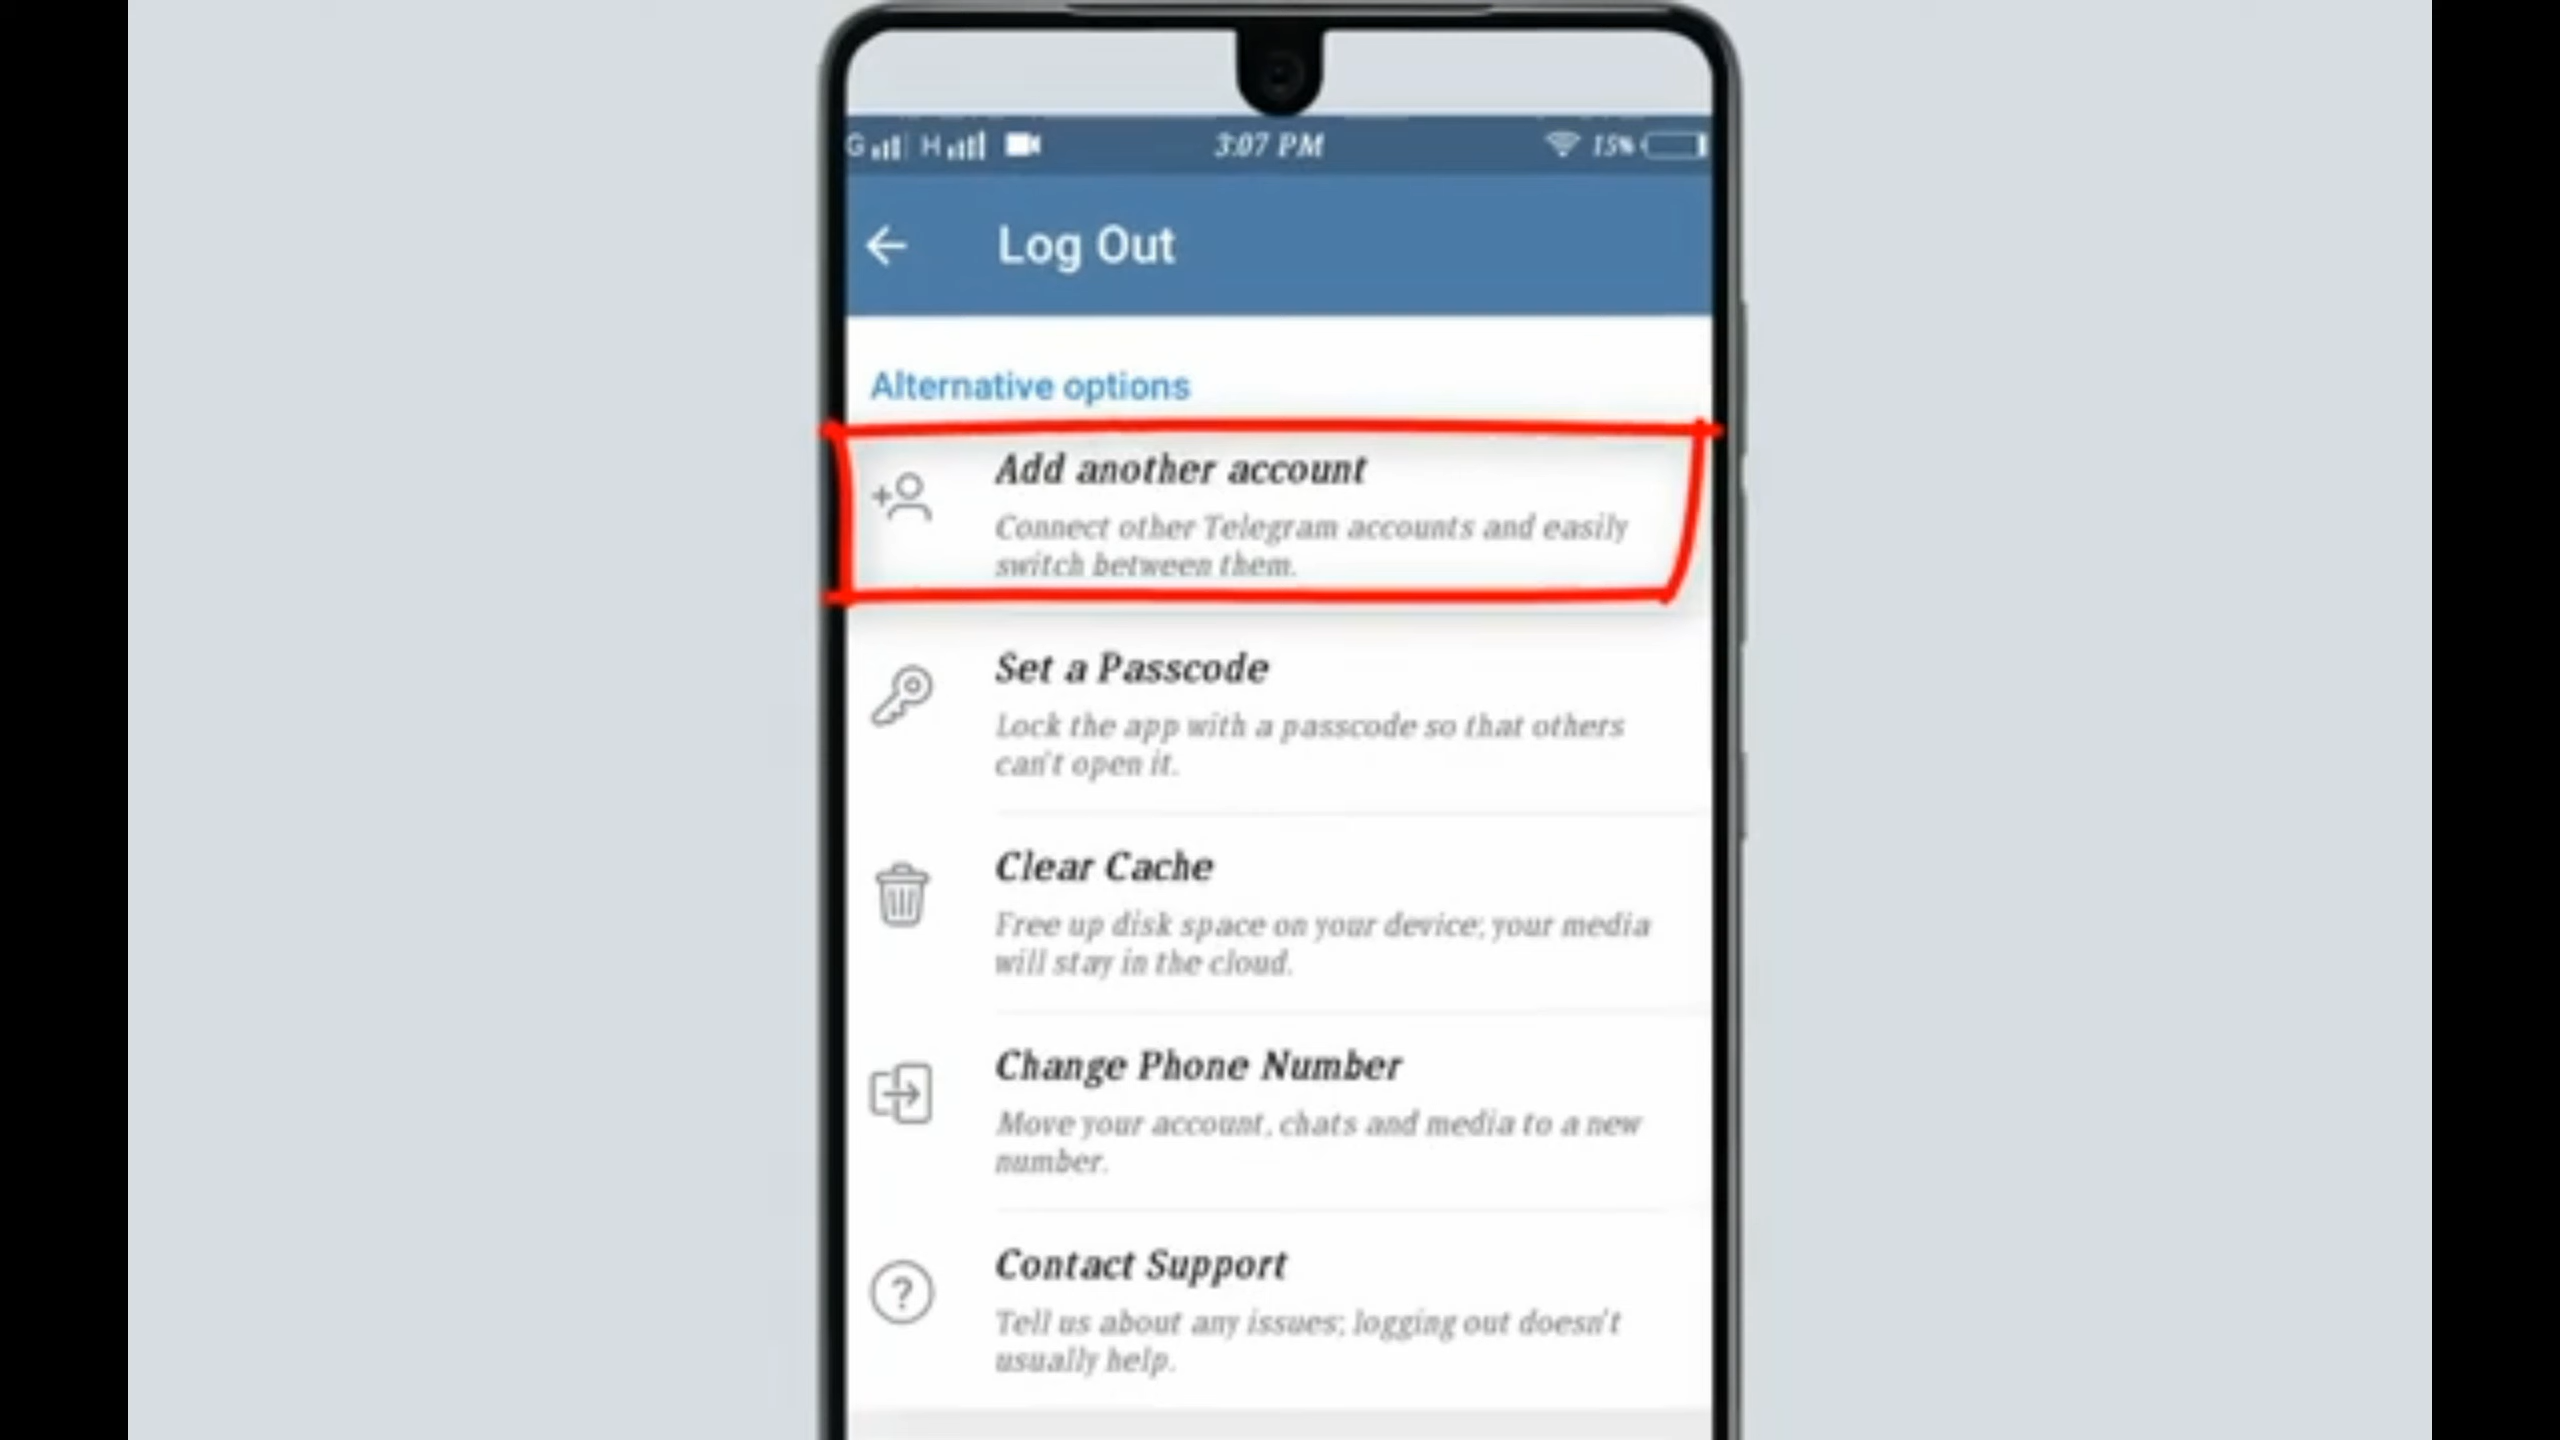 G H 3:07 PM 15%
Log Out
Alternative options
Add another account
Connect other Telegram accounts and easily
switch between them.
Set a Passcode
Lock the app with a passcode so that others
can't open it.
Clear Cache
Free up disk space on your device; your media
will stay in the cloud.
Change Phone Number
Move your account, chats and media to a new
number.
Contact Support
Tell us about any issues; logging out doesn't
usually help.